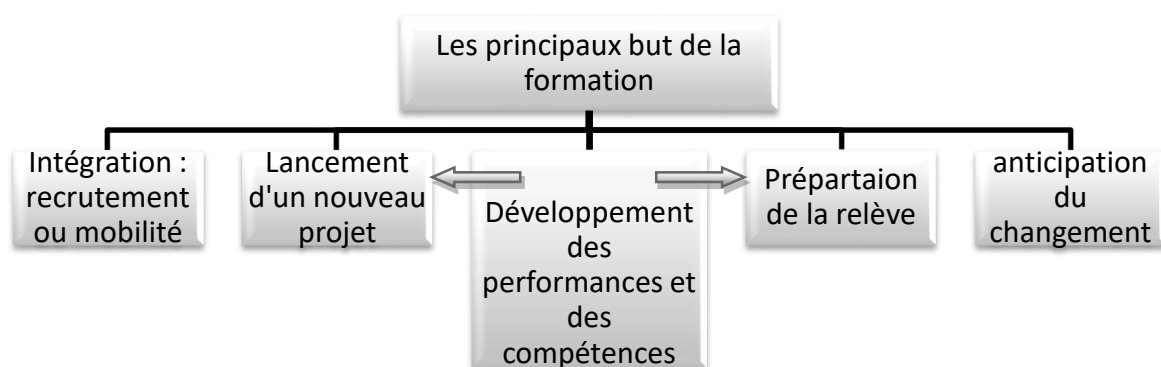 Les principaux but de la
formation
Intégration :
recrutement
ou mobilité
Lancement
d'un nouveau
projet
Développement
des
performances et
des
compétences
Prépartaion
de la relève
anticipation
du
changement